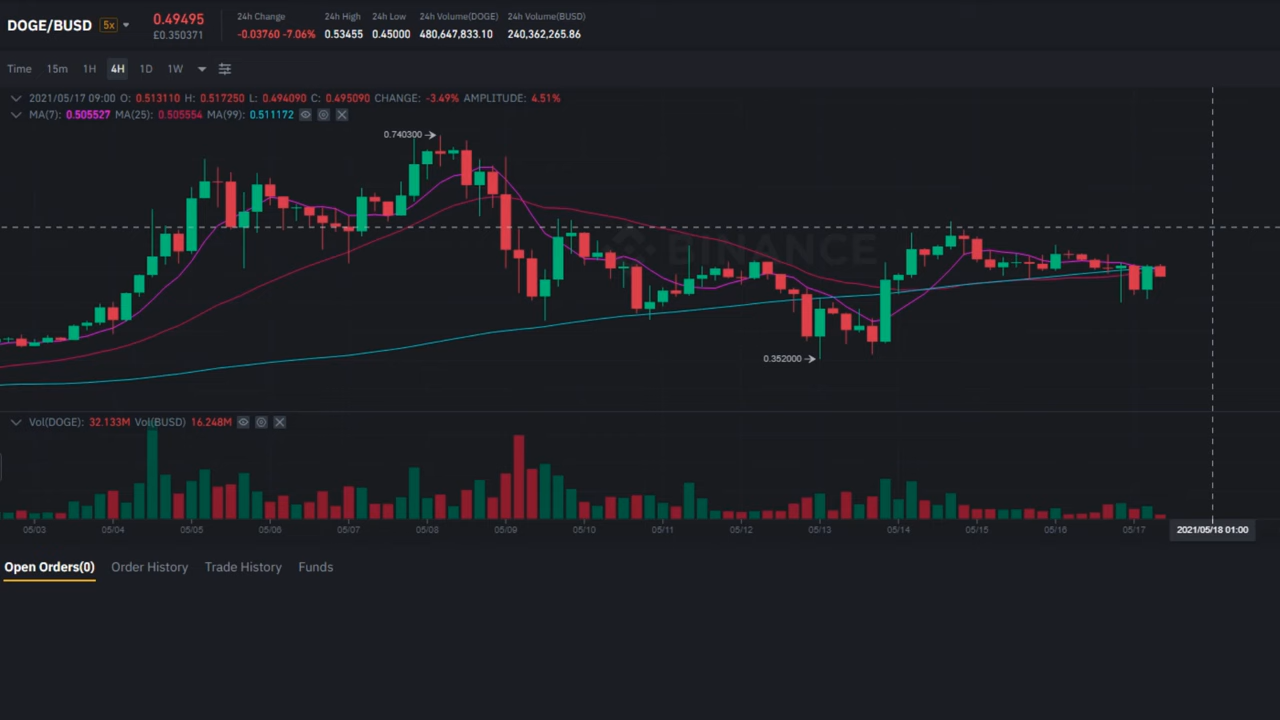 DOGE/BUSD 5x 0.49495 24h Change 24h High 24h Low 24h Volume(DOGE) 24h Volume(BUSD)
£0.350371 -0.03760 -7.06% 0.53455 0.45000 480,647,833.10 240,362,265.86
Time 15m 1H 4H 1D 1W
2021/05/17 09:00 O: 0.513110 H: 0.517250 L: 0.494090 C: 0.495090 CHANGE: -3.49% AMPLITUDE: 4.51%
MA(7): 0.505527 MA(25): 0.505554 MA(99): 0.511172
0.740300
BINANCE
0.352000
Vol(DOGE): 32.133M Vol(BUSD) 16.248M
05/03 05/04 05/05 05/06 05/07 05/08 05/09 05/10 05/11 05/12 05/13 05/14 05/15 05/16 05/17 2021/05/18 01:00
Open Orders(0) Order History Trade History Funds